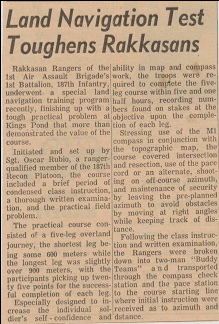 Land Navigation Test
Toughens Rakkasans
Rakkasan Rangers of the
1st Air Assault Brigade's
1st Battalion, 187th Infantry,
underwent a special land
navigation training program
recently, finishing up with a
tough practical problem at
Kings Pond that more than
demonstrated the value of the
course.
Initiated and set up by
Sgt. Oscar Rubio, a ranger-
qualified member of the 187th
Recon Platoon, the course
included a brief period of
condensed class instruction,
a thorough written examina-
tion, and the practical field
problem.
The practical course con-
sisted of a five-leg overland
journey, the shortest leg be-
ing some 600 meters while
the longest was slightly
over 900 meters, with the
participants picking up twen-
ty five points for the success-
ful completion of each leg.
Especially designed to in-
crease the individual sol-
dier's self-confidence and
ability in map and compass
work, the troops were re-
quired to complete the five-
leg course within five and one
half hours, recording num-
bers found on stakes at the
objective upon the comple-
tion of each leg.
Stressing use of the M2
compass in conjunction with
the topographic map, the
course covered intersection
and resection, use of the pace
cord or an alternate, shoot-
ing an off-course azimuth,
and maintenance of security
by leaving the pre-planned
azimuth to avoid obstacles
by moving at right angles
while keeping track of dis-
tance.
Following the class instruc-
tion and written examination
the Rangers were broken
down into two-man "Buddy
Teams" and transported
through the compass check
station and the pace station
to the course starting line
where initial instruction were
received as to azimuth and
distance.